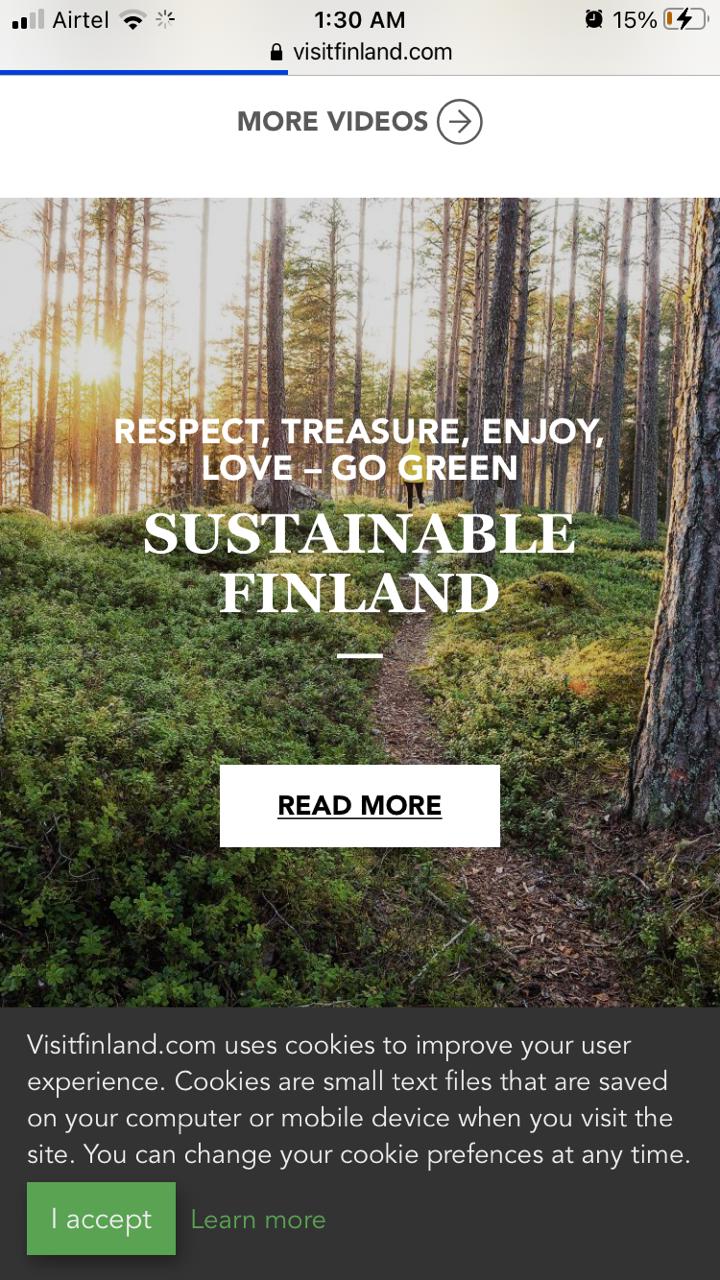 Airtel 1:30 AM 15%
visitfinland.com
MORE VIDEOS
RESPECT, TREASURE, ENJOY,
LOVE – GO GREEN
SUSTAINABLE
FINLAND
READ MORE
Visitfinland.com uses cookies to improve your user
experience. Cookies are small text files that are saved
on your computer or mobile device when you visit the
site. You can change your cookie prefences at any time.
I accept Learn more